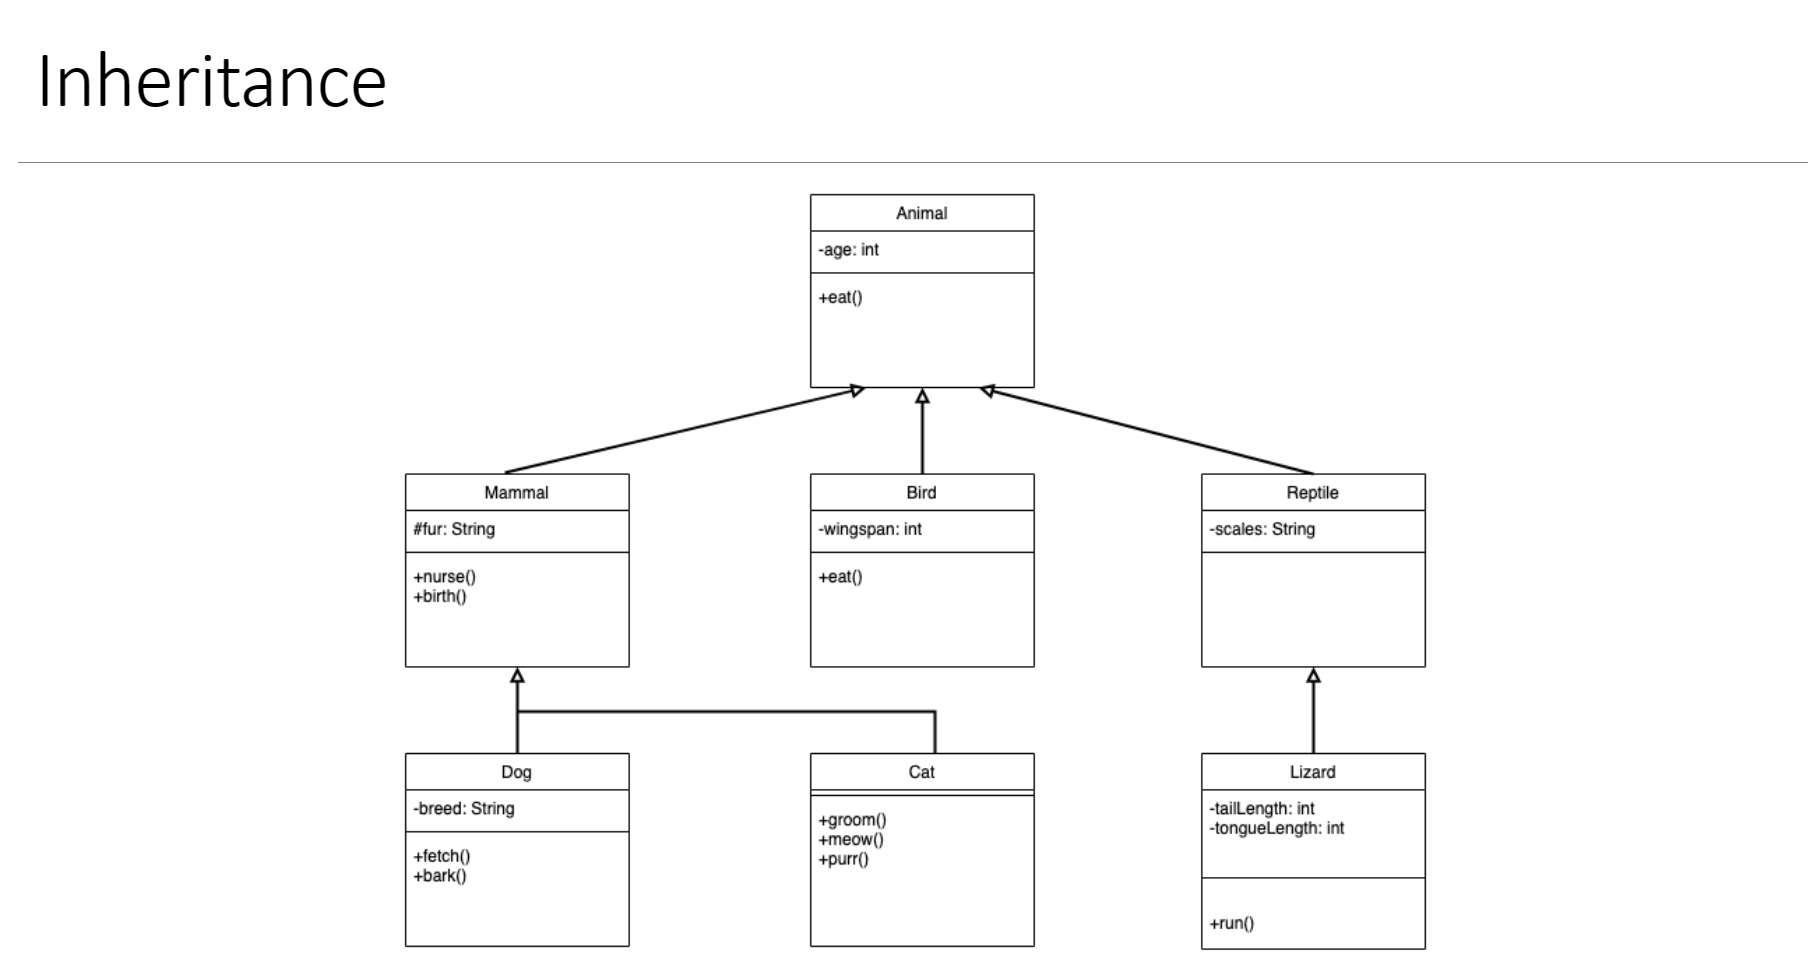 Inheritance
Animal
-age: int
+eat()
Mammal
#fur: String
+nurse()
+birth()
Bird
-wingspan: int
+eat()
Reptile
-scales: String
Dog
-breed: String
+fetch()
+bark()
Cat
+groom()
+meow()
+purr()
Lizard
-tailLength: int
-tongueLength: int
+run()